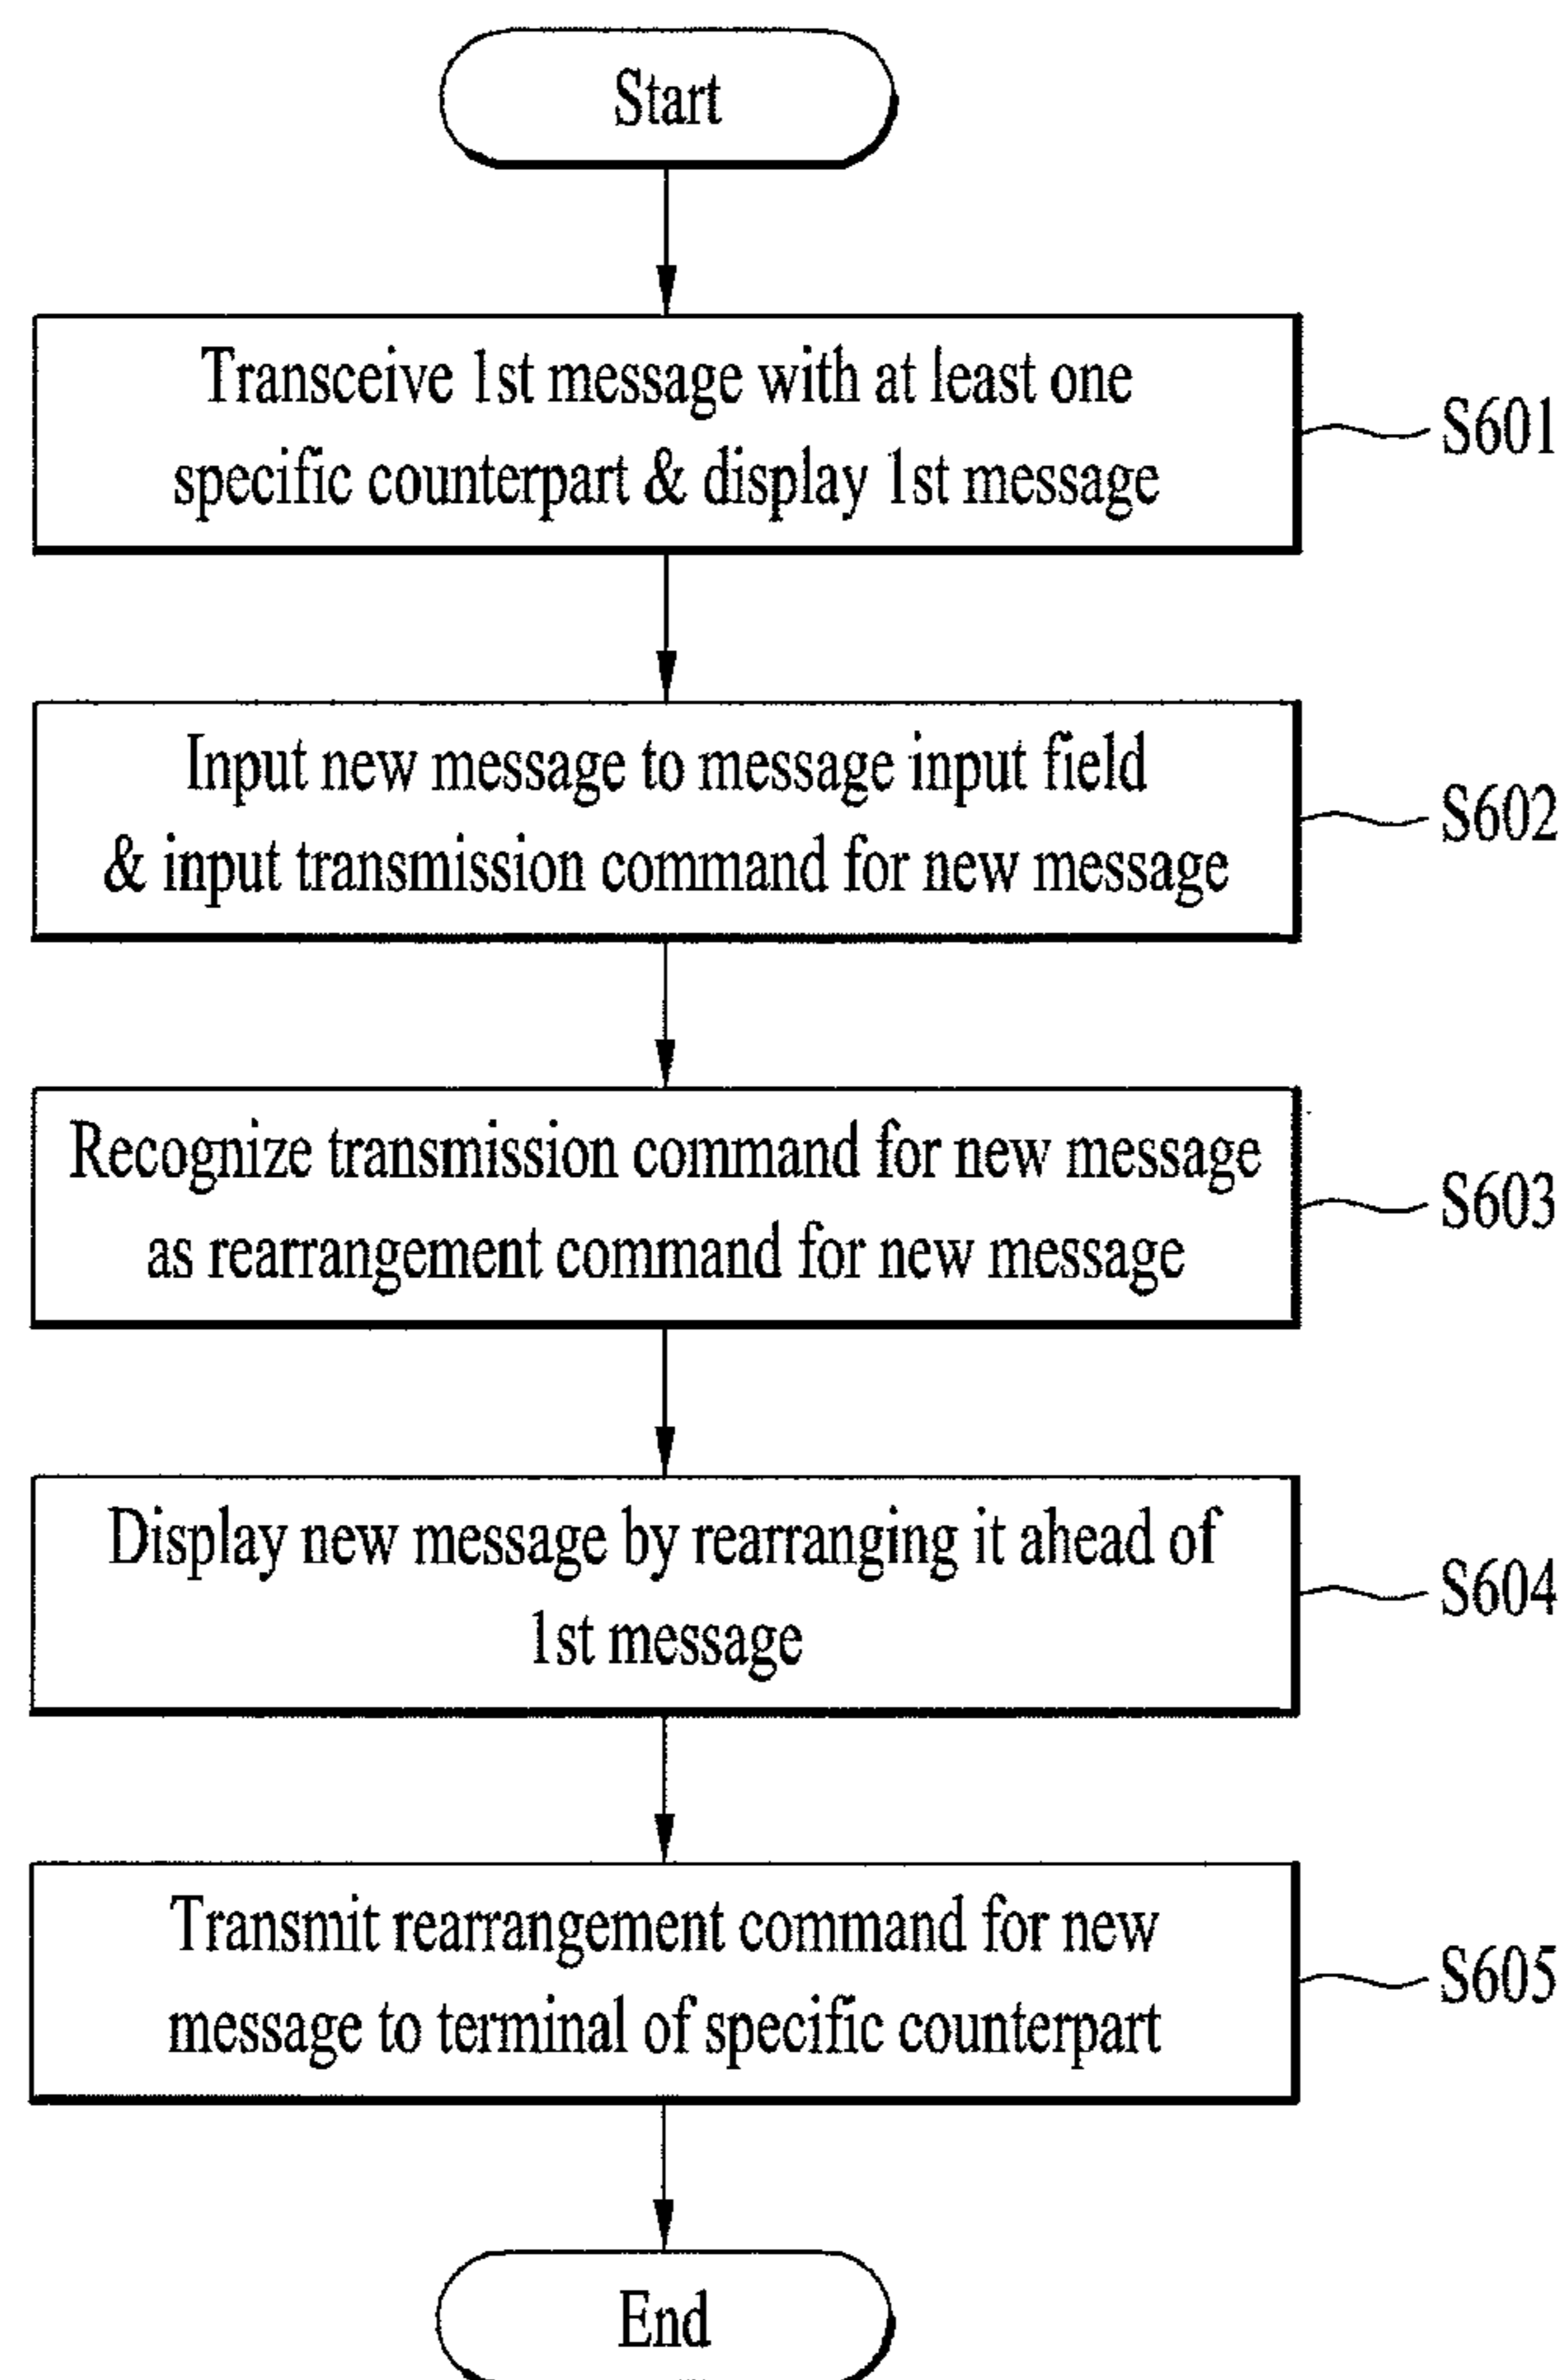 Start
Transceive 1st message with at least one
specific counterpart & display 1st message
S601
Input new message to message input field
& input transmission command for new message
S602
Recognize transmission command for new message
as rearrangement command for new message
S603
Display new message by rearranging it ahead of
1st message
S604
Transmit rearrangement command for new
message to terminal of specific counterpart
S605
End